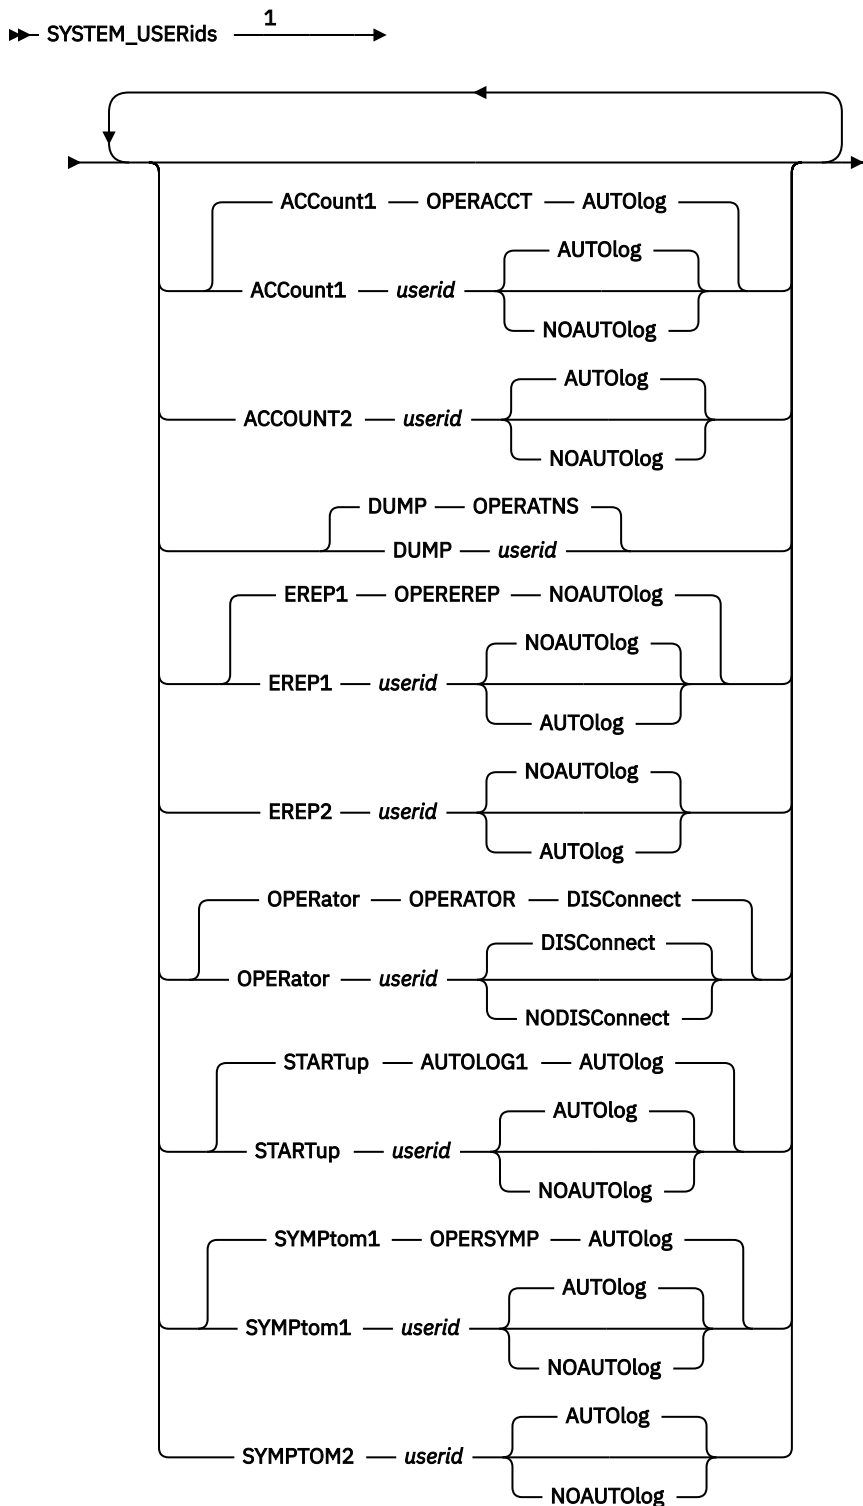 1
SYSTEM_USERids
ACCount1 OPERACCT AUTOlog
AUTOlog
ACCount1 userid
NOAUTOlog
AUTOlog
ACCOUNT2 userid
NOAUTOlog
DUMP OPERATNS
DUMP userid
EREP1 OPEREREP NOAUTOlog
NOAUTOlog
EREP1 userid
AUTOlog
NOAUTOlog
EREP2 userid
AUTOlog
OPERator OPERATOR DISConnect
DISConnect
OPERator userid
NODISConnect
STARTup AUTOLOG1 AUTOlog
AUTOlog
STARTup userid
NOAUTOlog
SYMPtom1 OPERSYMP AUTOlog
AUTOlog
SYMPtom1 userid
NOAUTOlog
AUTOlog
SYMPTOM2 userid
NOAUTOlog